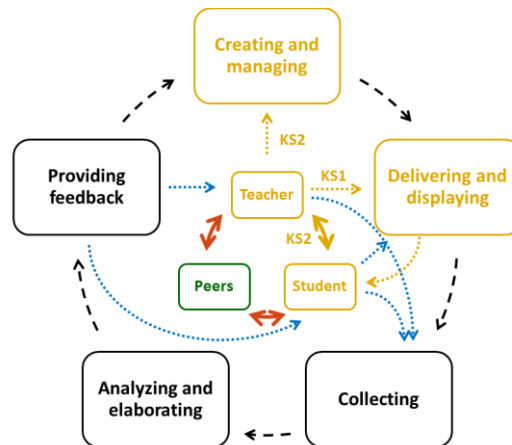 Creating and
managing
KS2
Providing
feedback
Teacher
KS1
Delivering and
displaying
KS2
Peers
Student
Analyzing and
elaborating
Collecting